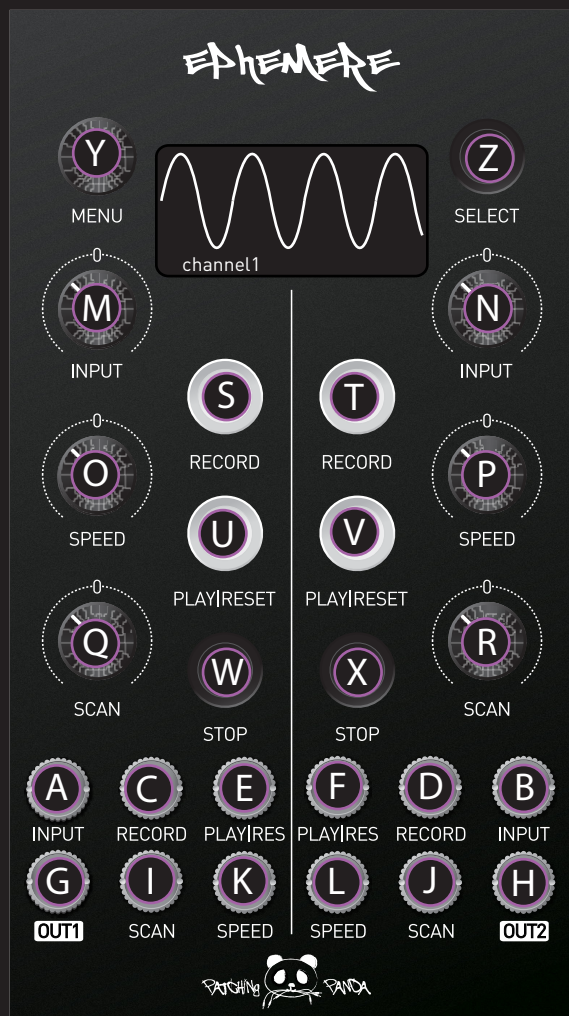 EPHEMERE
Y Z
MENU SELECT
channel1
0 0
M N
INPUT INPUT
S T
RECORD RECORD
0 0
O P
SPEED SPEED
U V
PLAY|RESET PLAY|RESET
0 0
Q R
SCAN SCAN
W X
STOP STOP
A C E F D B
INPUT RECORD PLAY|RES PLAY|RES RECORD INPUT
G I K L J H
OUT1 SCAN SPEED SPEED SCAN OUT2
PATCHING PANDA